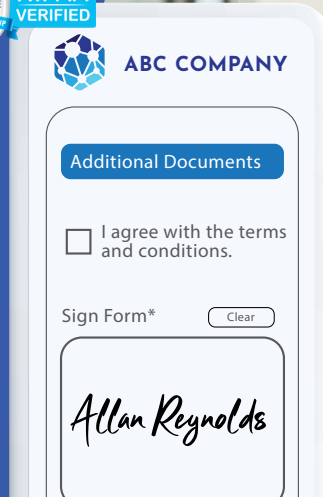 VERIFIED
ABC COMPANY
Additional Documents
I agree with the terms
and conditions.
Sign Form*
Clear
Allan Reynolds